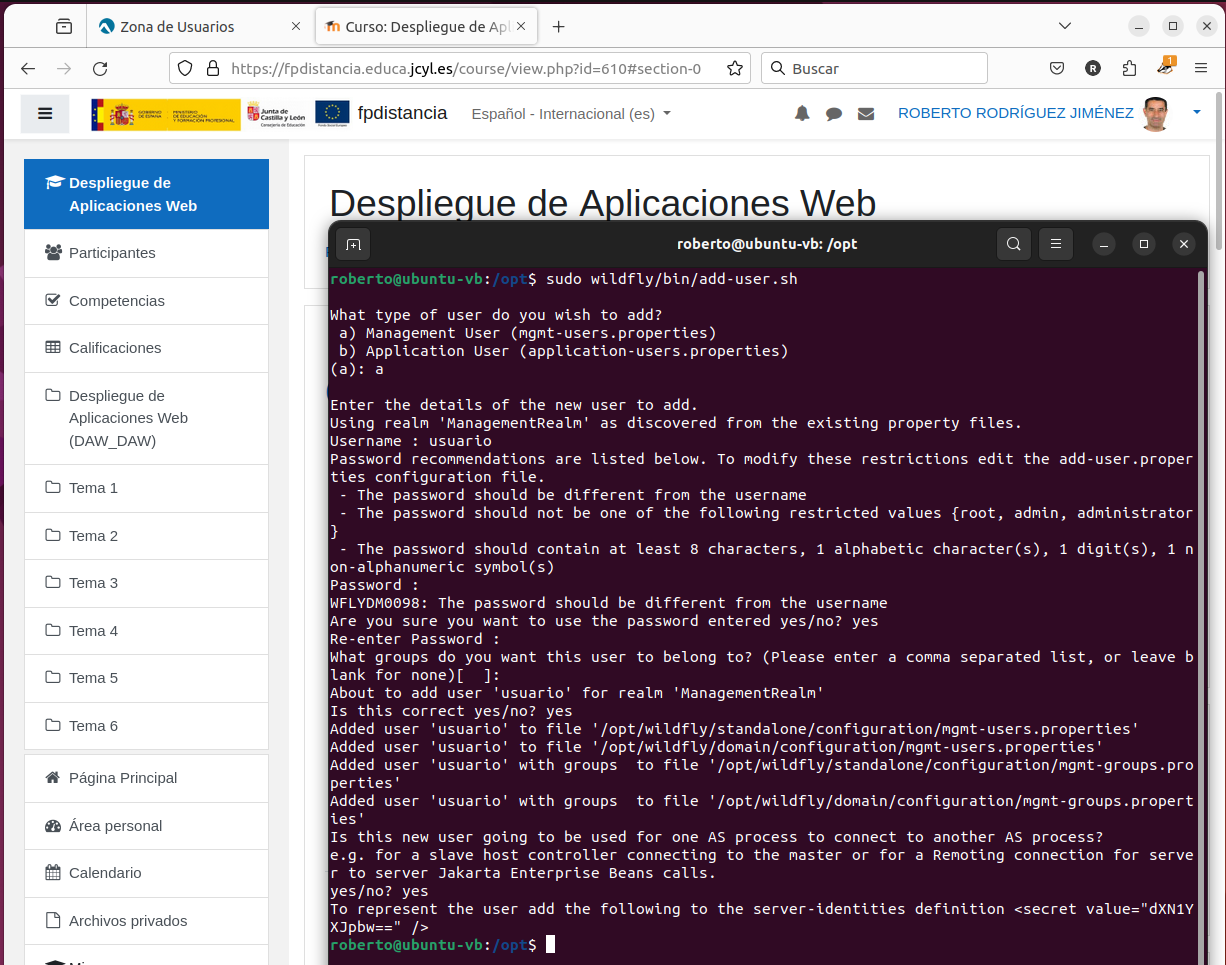 Zona de Usuarios
Curso: Despliegue de Apl
https://fpdistancia.educa.jcyl.es/course/view.php?id=610#section-0
Buscar
R
1
GOBIERNO DE ESPAÑA
MINISTERIO DE EDUCACIÓN Y FORMACIÓN PROFESIONAL
Junta de Castilla y León
Consejería de Educación
fpdistancia
Español - Internacional (es)
ROBERTO RODRÍGUEZ JIMÉNEZ
Despliegue de
Aplicaciones Web
Participantes
Competencias
Calificaciones
Despliegue de
Aplicaciones Web
(DAW_DAW)
Tema 1
Tema 2
Tema 3
Tema 4
Tema 5
Tema 6
Página Principal
Área personal
Calendario
Archivos privados
Despliegue de Aplicaciones Web
roberto@ubuntu-vb: /opt
roberto@ubuntu-vb:/opt$ sudo wildfly/bin/add-user.sh
What type of user do you wish to add?
a) Management User (mgmt-users.properties)
b) Application User (application-users.properties)
(a): a
Enter the details of the new user to add.
Using realm 'ManagementRealm' as discovered from the existing property files.
Username : usuario
Password recommendations are listed below. To modify these restrictions edit the add-user.proper
ties configuration file.
- The password should be different from the username
- The password should not be one of the following restricted values {root, admin, administrator
}
- The password should contain at least 8 characters, 1 alphabetic character(s), 1 digit(s), 1 n
on-alphanumeric symbol(s)
Password :
WFLYDM0098: The password should be different from the username
Are you sure you want to use the password entered yes/no? yes
Re-enter Password :
What groups do you want this user to belong to? (Please enter a comma separated list, or leave b
lank for none)[  ]:
About to add user 'usuario' for realm 'ManagementRealm'
Is this correct yes/no? yes
Added user 'usuario' to file '/opt/wildfly/standalone/configuration/mgmt-users.properties'
Added user 'usuario' to file '/opt/wildfly/domain/configuration/mgmt-users.properties'
Added user 'usuario' with groups  to file '/opt/wildfly/standalone/configuration/mgmt-groups.pro
perties'
Added user 'usuario' with groups  to file '/opt/wildfly/domain/configuration/mgmt-groups.propert
ies'
Is this new user going to be used for one AS process to connect to another AS process?
e.g. for a slave host controller connecting to the master or for a Remoting connection for serve
r to server Jakarta Enterprise Beans calls.
yes/no? yes
To represent the user add the following to the server-identities definition <secret value="dXN1Y
XJpbw==" />
roberto@ubuntu-vb:/opt$